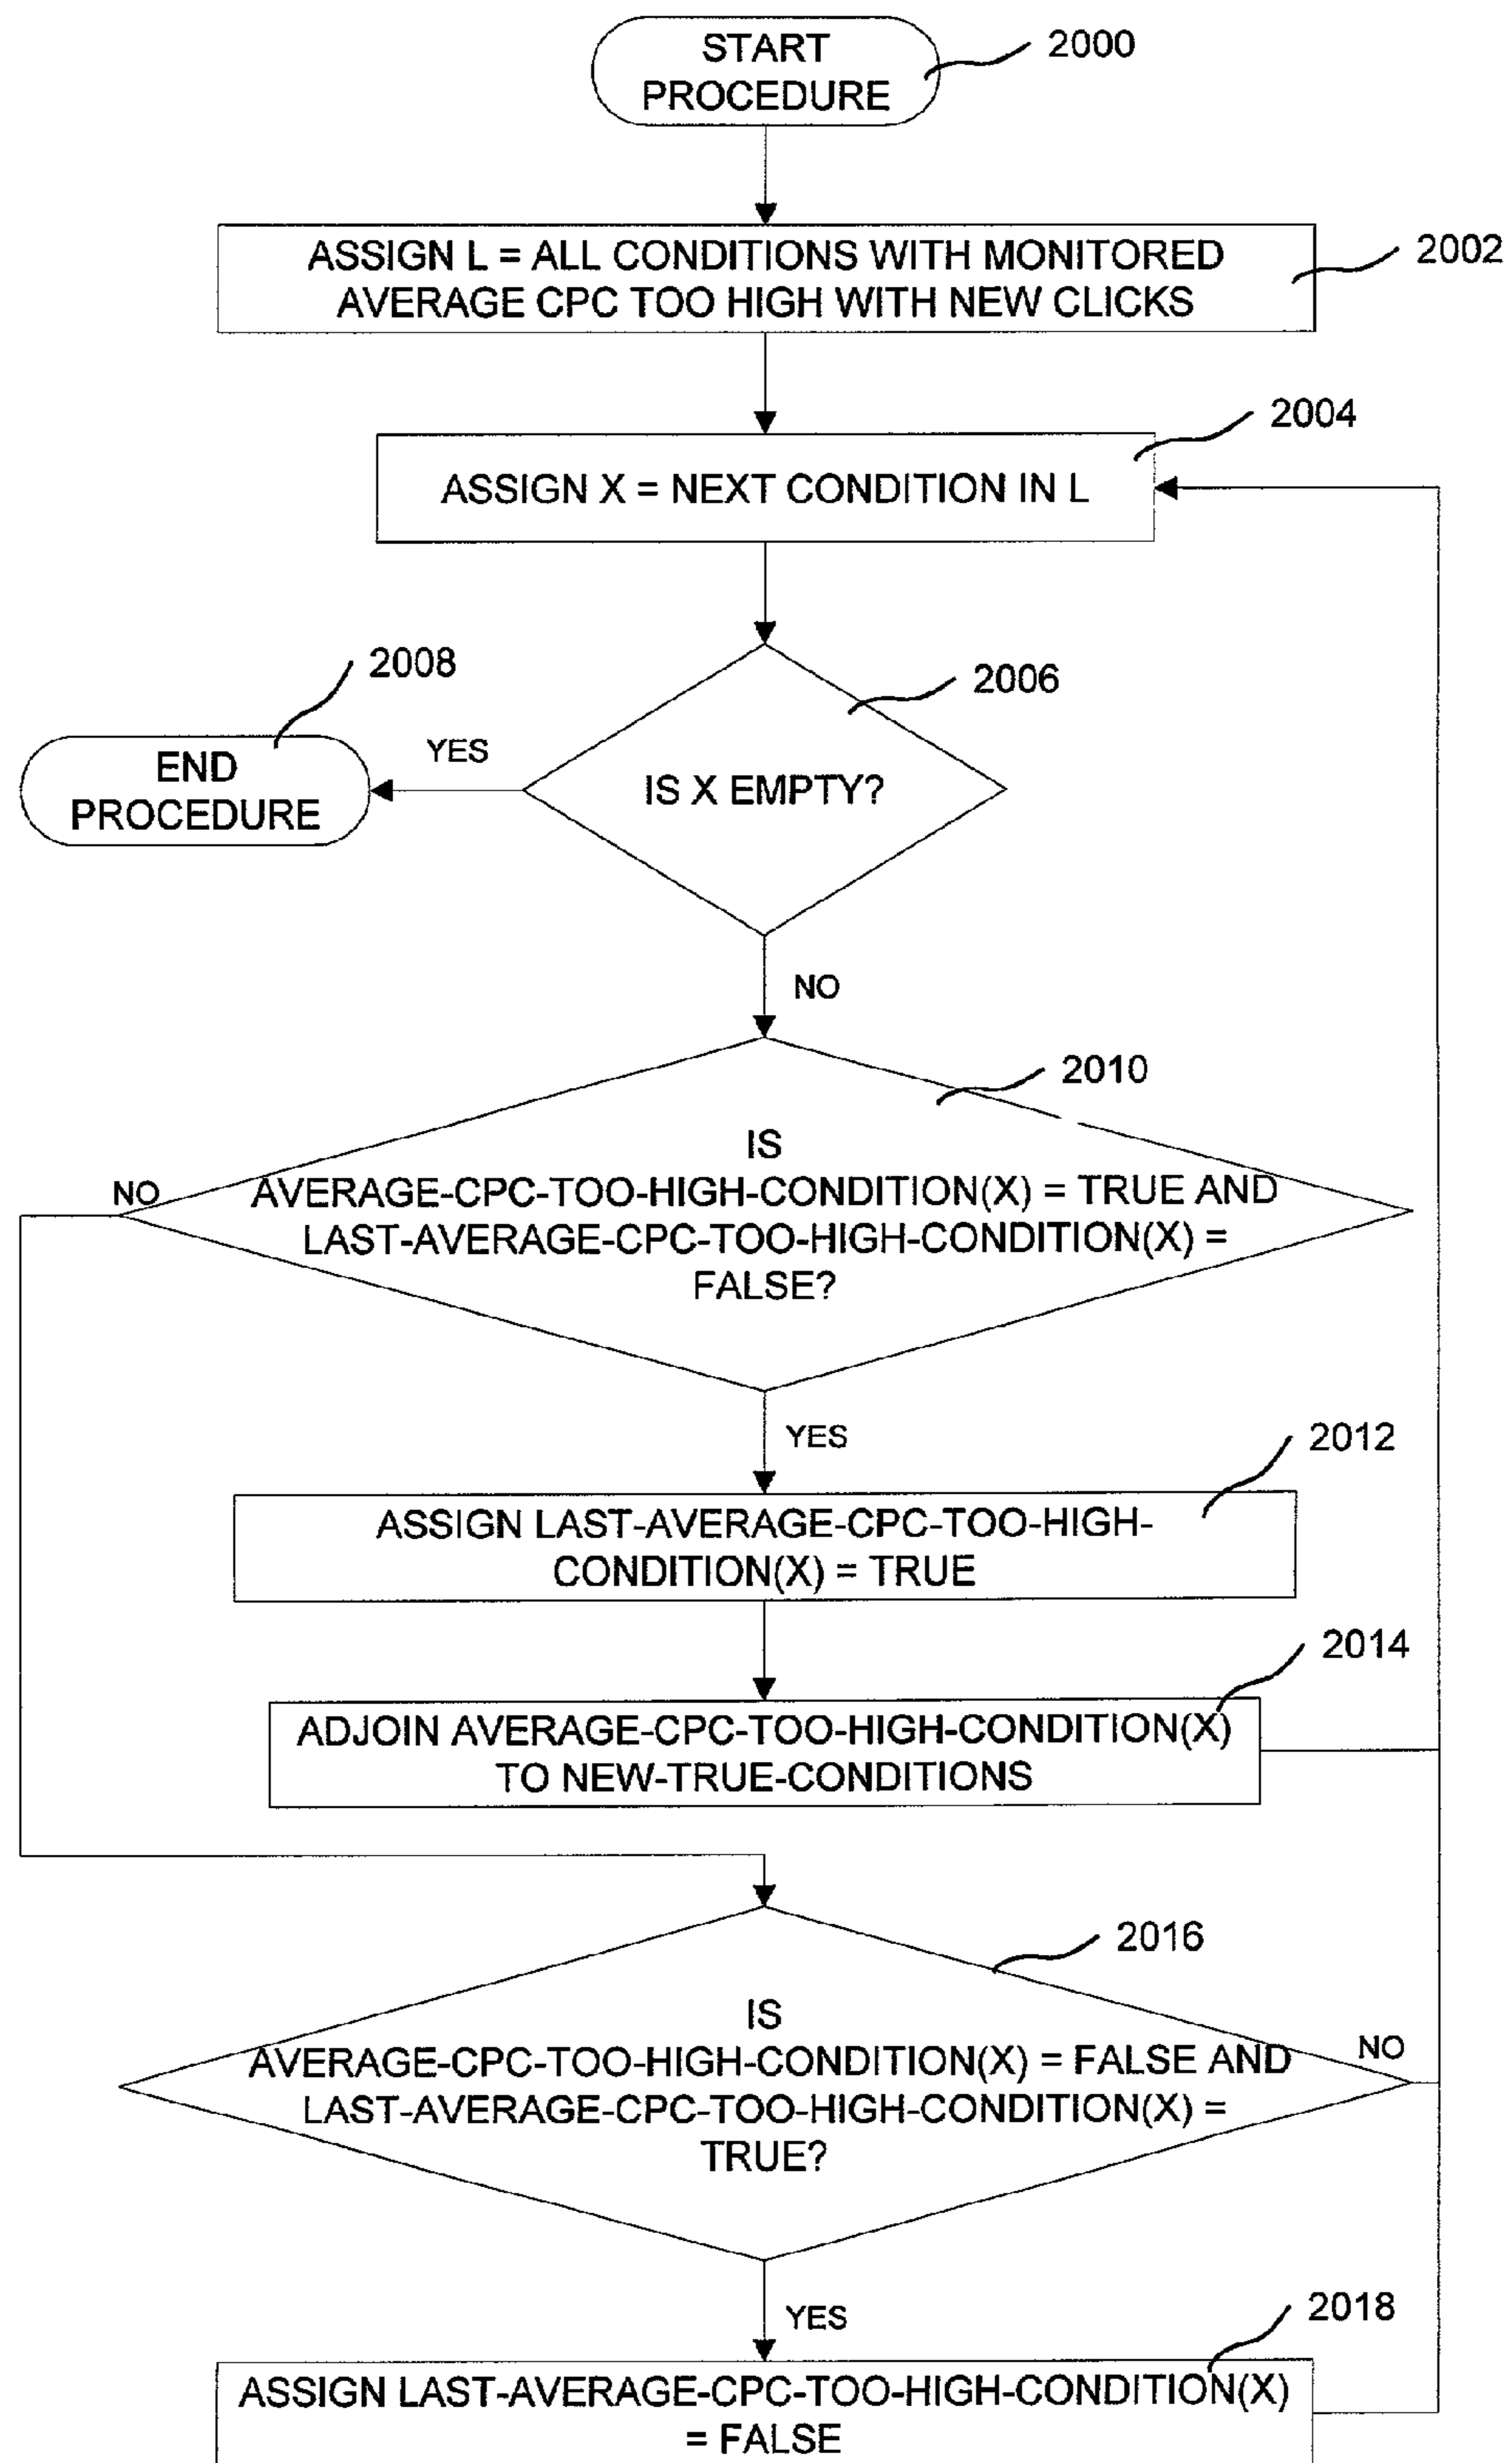 START
PROCEDURE
2000
ASSIGN L = ALL CONDITIONS WITH MONITORED
AVERAGE CPC TOO HIGH WITH NEW CLICKS
2002
2004
ASSIGN X = NEXT CONDITION IN L
2008
2006
END
PROCEDURE
YES
IS X EMPTY?
NO
2010
NO
IS
AVERAGE-CPC-TOO-HIGH-CONDITION(X) = TRUE AND
LAST-AVERAGE-CPC-TOO-HIGH-CONDITION(X) =
FALSE?
YES
2012
ASSIGN LAST-AVERAGE-CPC-TOO-HIGH-
CONDITION(X) = TRUE
2014
ADJOIN AVERAGE-CPC-TOO-HIGH-CONDITION(X)
TO NEW-TRUE-CONDITIONS
2016
IS
AVERAGE-CPC-TOO-HIGH-CONDITION(X) = FALSE AND
LAST-AVERAGE-CPC-TOO-HIGH-CONDITION(X) =
TRUE?
NO
YES
2018
ASSIGN LAST-AVERAGE-CPC-TOO-HIGH-CONDITION(X)
= FALSE